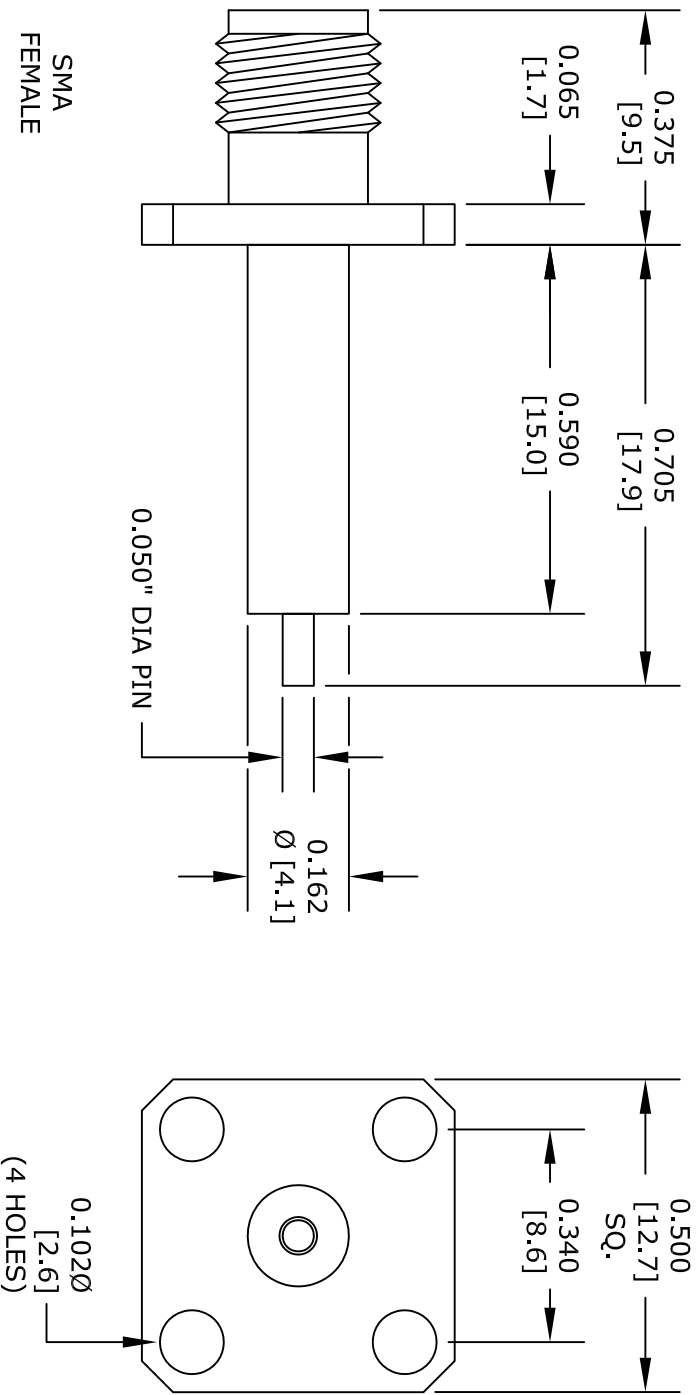 0.375
[9.5]
0.705
[17.9]
0.065
[1.7]
0.590
[15.0]
SMA
FEMALE
0.050" DIA PIN
0.162
Ø [4.1]
0.500
[12.7]
SQ.
0.340
[8.6]
0.102Ø
[2.6]
(4 HOLES)